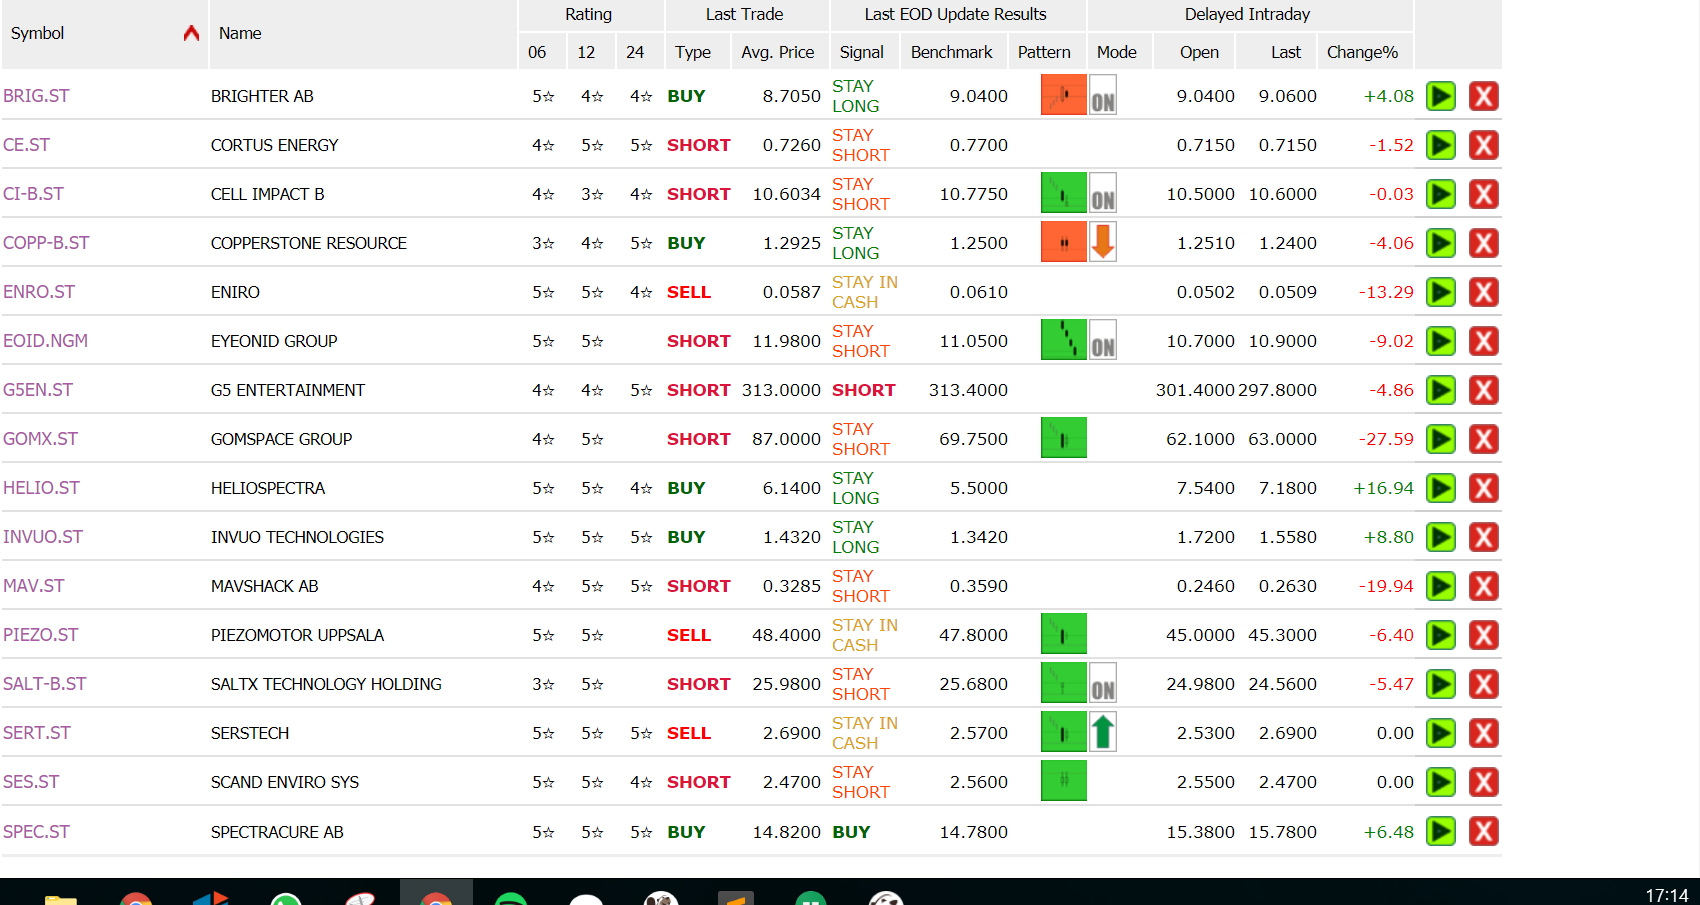 Symbol Name Rating Last Trade Last EOD Update Results Delayed Intraday
06 12 24 Type Avg. Price Signal Benchmark Pattern Mode Open Last Change%
BRIG.ST BRIGHTER AB 5☆ 4☆ 4☆ BUY 8.7050 STAY LONG 9.0400 ON 9.0400 9.0600 +4.08 X
CE.ST CORTUS ENERGY 4☆ 5☆ 5☆ SHORT 0.7260 STAY SHORT 0.7700 0.7150 0.7150 -1.52 X
CI-B.ST CELL IMPACT B 4☆ 3☆ 4☆ SHORT 10.6034 STAY SHORT 10.7750 ON 10.5000 10.6000 -0.03 X
COPP-B.ST COPPERSTONE RESOURCE 3☆ 4☆ 5☆ BUY 1.2925 STAY LONG 1.2500 1.2510 1.2400 -4.06 X
ENRO.ST ENIRO 5☆ 5☆ 4☆ SELL 0.0587 STAY IN CASH 0.0610 0.0502 0.0509 -13.29 X
EOID.NGM EYEONID GROUP 5☆ 5☆ SHORT 11.9800 STAY SHORT 11.0500 ON 10.7000 10.9000 -9.02 X
G5EN.ST G5 ENTERTAINMENT 4☆ 4☆ 5☆ SHORT 313.0000 SHORT 313.4000 301.4000 297.8000 -4.86 X
GOMX.ST GOMSPACE GROUP 4☆ 5☆ SHORT 87.0000 STAY SHORT 69.7500 62.1000 63.0000 -27.59 X
HELIO.ST HELIOSPECTRA 5☆ 5☆ 4☆ BUY 6.1400 STAY LONG 5.5000 7.5400 7.1800 +16.94 X
INVUO.ST INVUO TECHNOLOGIES 5☆ 5☆ 5☆ BUY 1.4320 STAY LONG 1.3420 1.7200 1.5580 +8.80 X
MAV.ST MAVSHACK AB 4☆ 5☆ 5☆ SHORT 0.3285 STAY SHORT 0.3590 0.2460 0.2630 -19.94 X
PIEZO.ST PIEZOMOTOR UPPSALA 5☆ 5☆ SELL 48.4000 STAY IN CASH 47.8000 45.0000 45.3000 -6.40 X
SALT-B.ST SALTX TECHNOLOGY HOLDING 3☆ 5☆ SHORT 25.9800 STAY SHORT 25.6800 ON 24.9800 24.5600 -5.47 X
SERT.ST SERSTECH 5☆ 5☆ 5☆ SELL 2.6900 STAY IN CASH 2.5700 2.5300 2.6900 0.00 X
SES.ST SCAND ENVIRO SYS 5☆ 5☆ 4☆ SHORT 2.4700 STAY SHORT 2.5600 2.5500 2.4700 0.00 X
SPEC.ST SPECTRACURE AB 5☆ 5☆ 5☆ BUY 14.8200 BUY 14.7800 15.3800 15.7800 +6.48 X
17:14